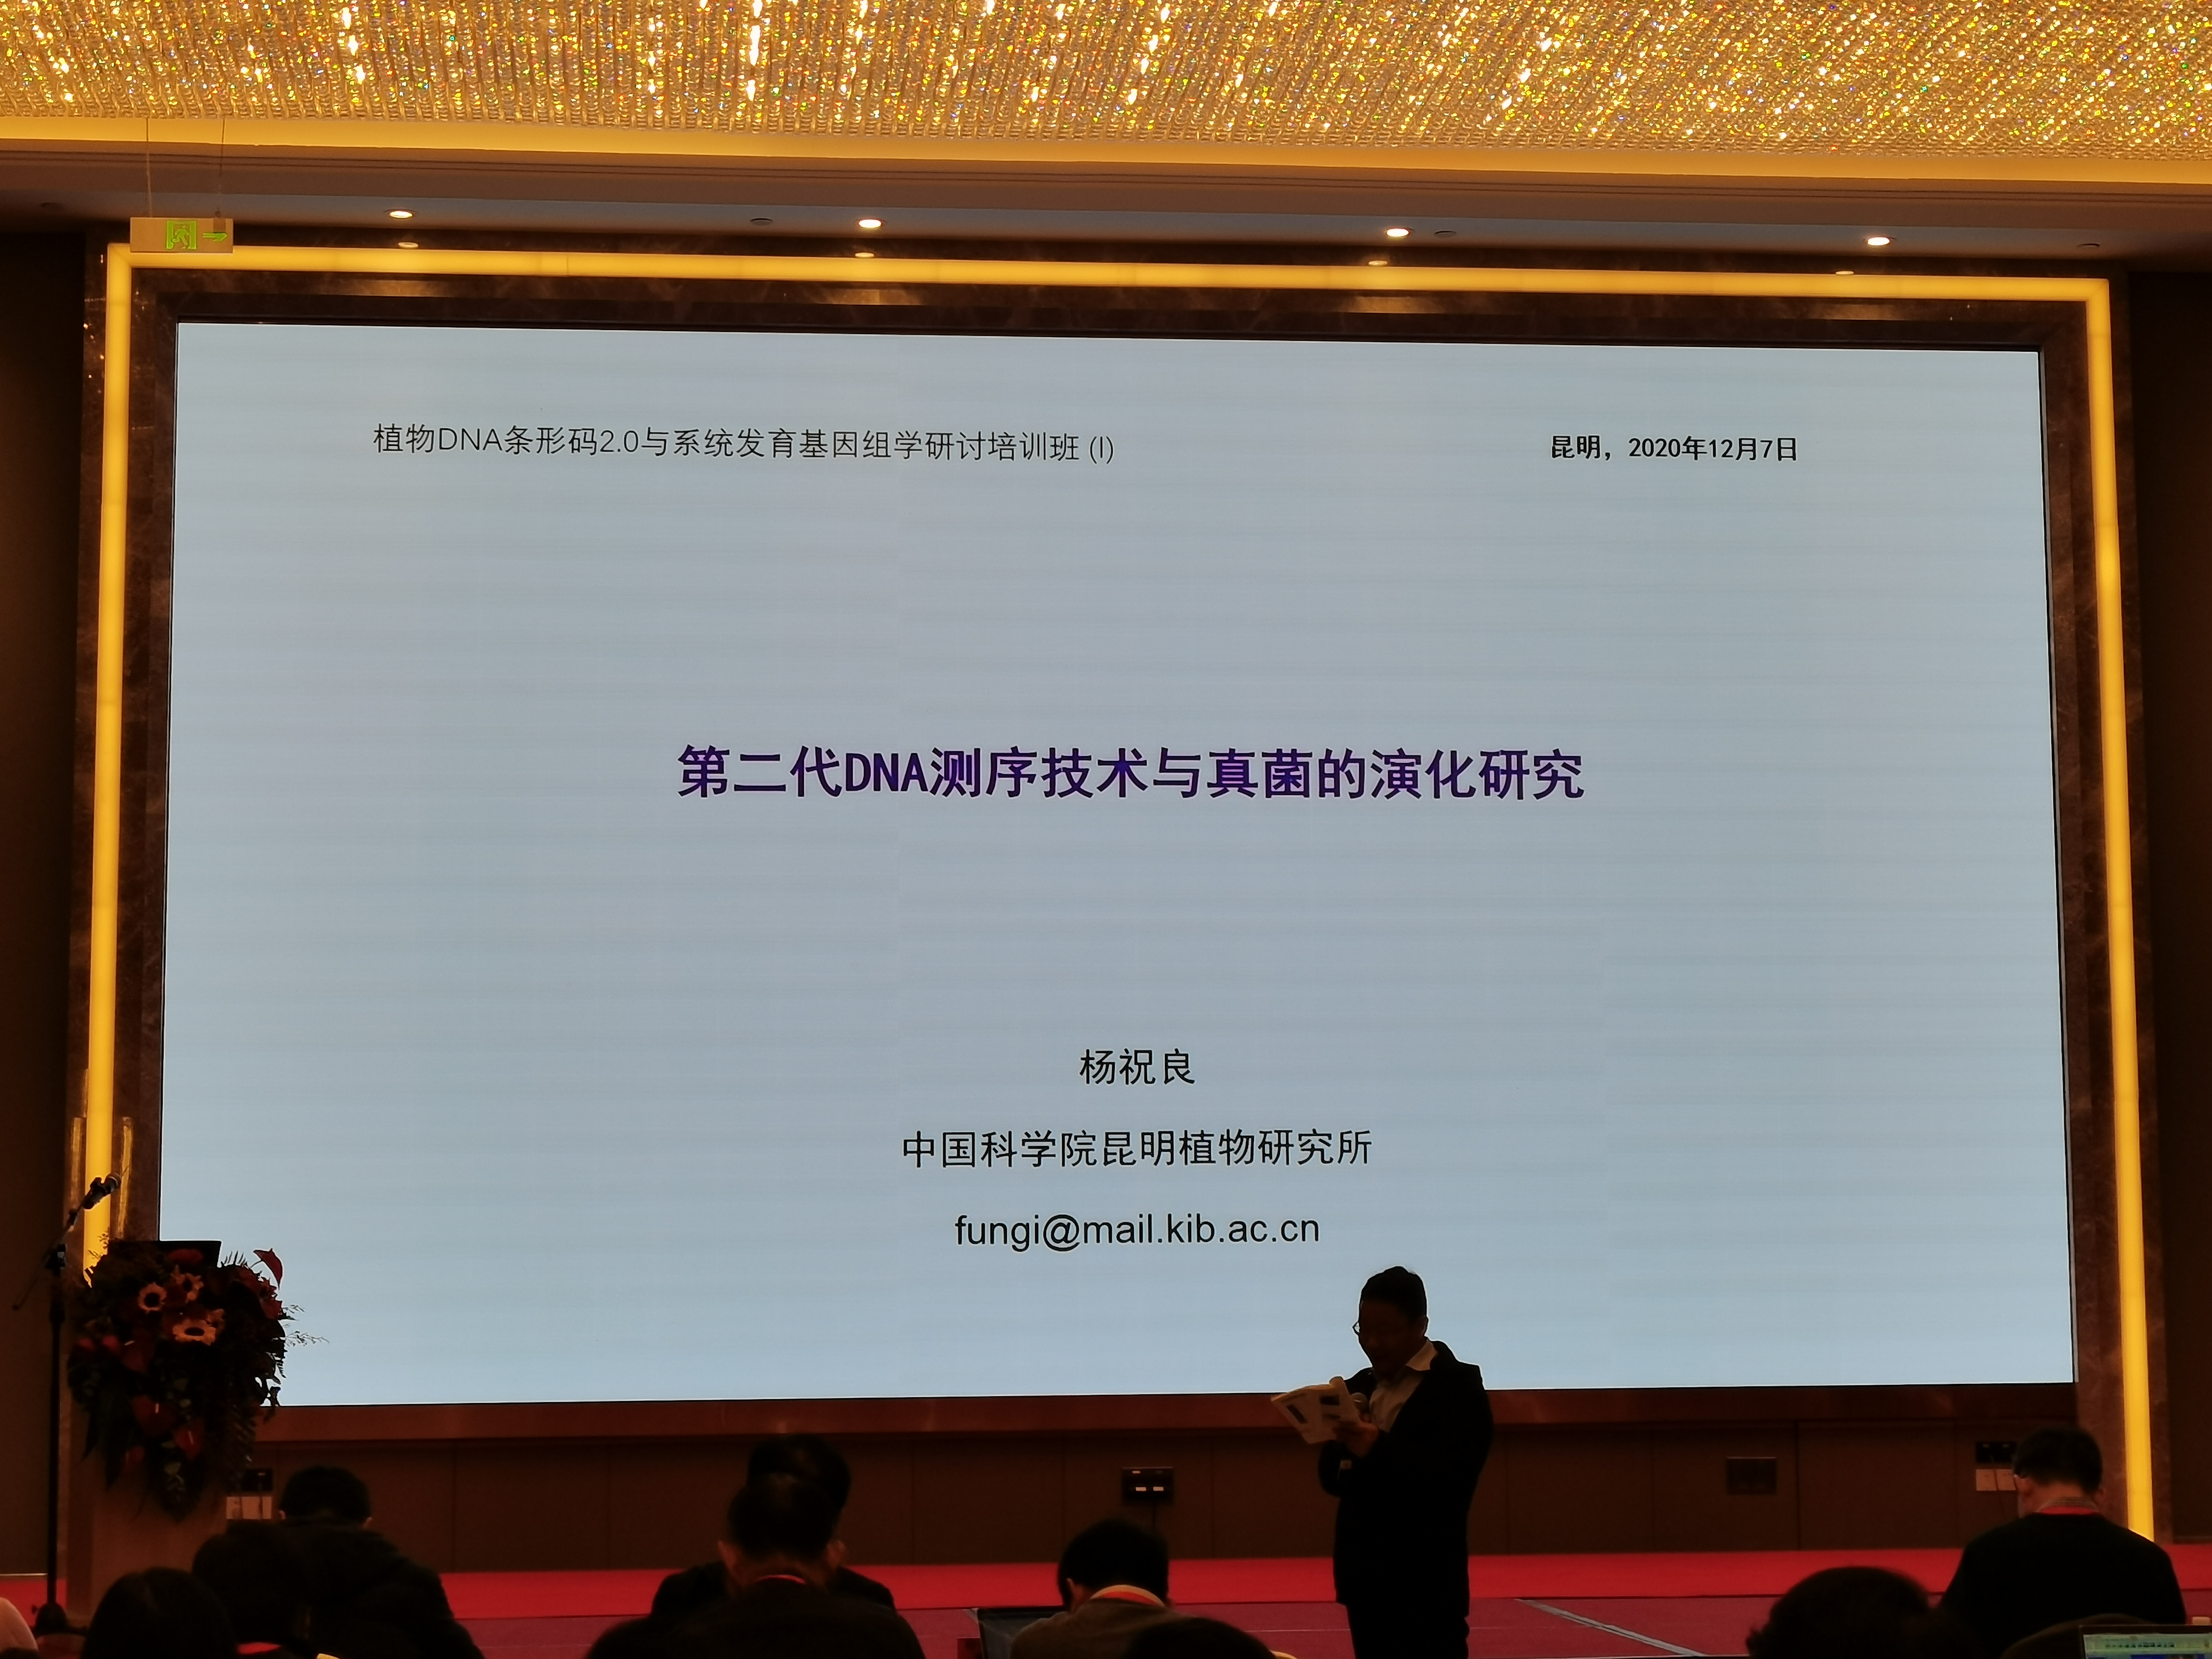 植物DNA条形码2.0与系统发育基因组学研讨培训班 (I)
昆明，2020年12月7日
第二代DNA测序技术与真菌的演化研究
杨祝良
中国科学院昆明植物研究所
fungi@mail.kib.ac.cn